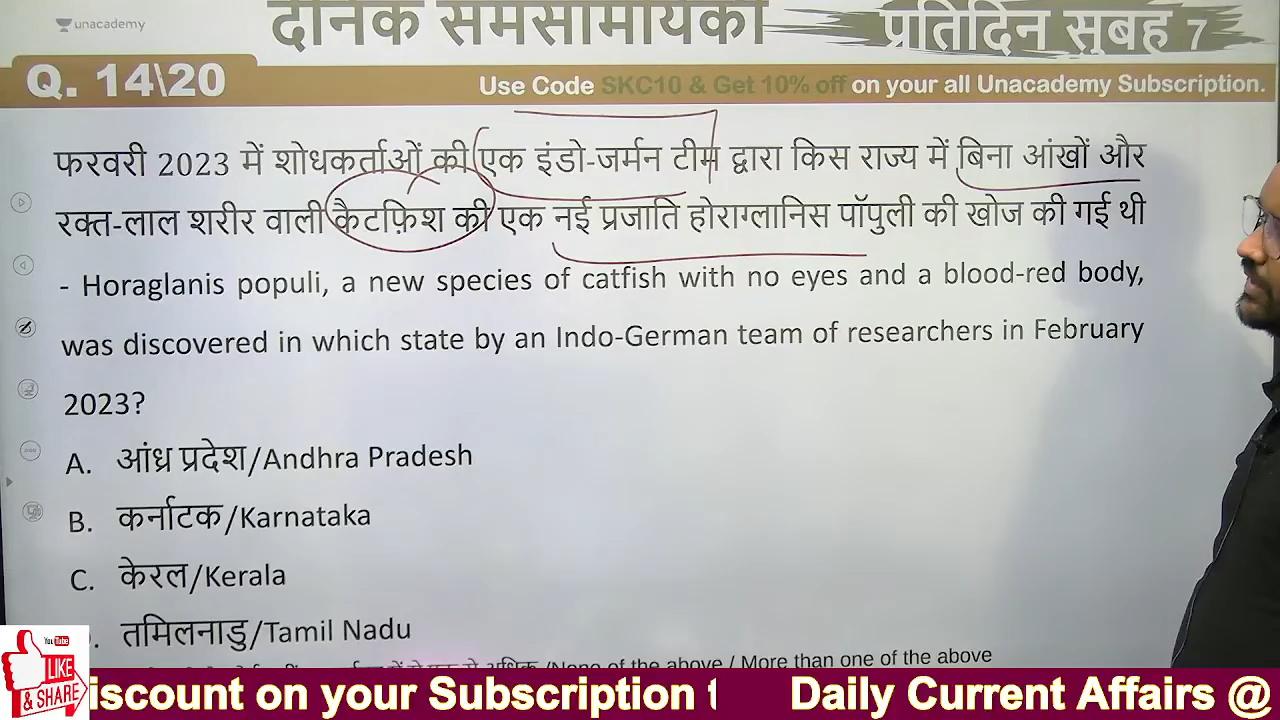 unacademy
दैनिक समसामयिकी
प्रतिदिन सुबह 7
Q. 14\20
Use Code SKC10 & Get 10% off on your all Unacademy Subscription.
फरवरी 2023 में शोधकर्ताओं की एक इंडो-जर्मन टीम द्वारा किस राज्य में बिना आंखों और
रक्त-लाल शरीर वाली कैटफ़िश की एक नई प्रजाति होराग्लानिस पॉपुली की खोज की गई थी
- Horaglanis populi, a new species of catfish with no eyes and a blood-red body,
was discovered in which state by an Indo-German team of researchers in February
2023?
A. आंध्र प्रदेश/Andhra Pradesh
B. कर्नाटक/Karnataka
C. केरल/Kerala
. तमिलनाडु/Tamil Nadu
से अधिक /None of the above / More than one of the above
YouTube
LIKE
& SHARE
iscount on your Subscription
Daily Current Affairs @